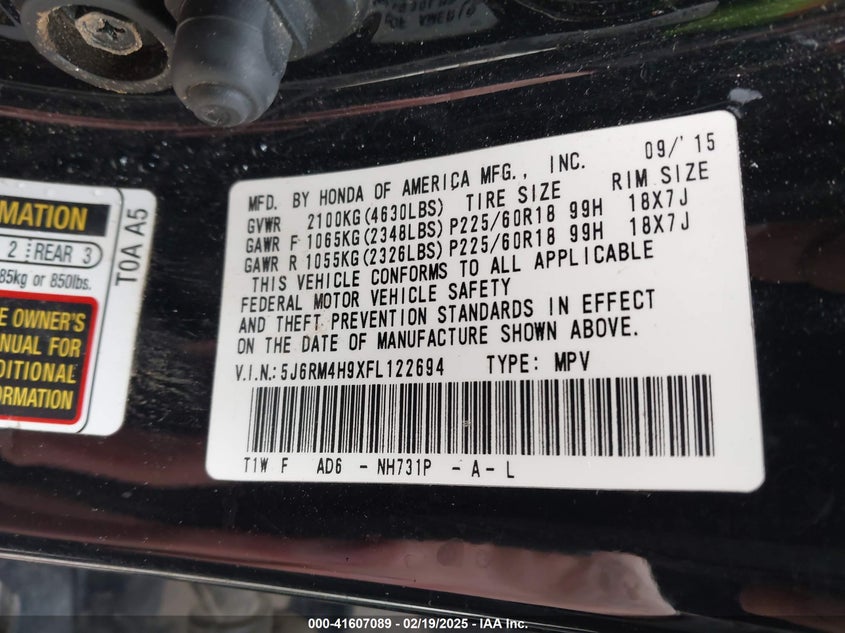 MFD. BY HONDA OF AMERICA MFG., INC. 09/'15
GVWR 2100KG(4630LBS) TIRE SIZE RIM SIZE
GAWR F 1065KG(2348LBS) P225/60R18 99H 18X7J
GAWR R 1055KG(2326LBS) P225/60R18 99H 18X7J
THIS VEHICLE CONFORMS TO ALL APPLICABLE
FEDERAL MOTOR VEHICLE SAFETY
AND THEFT PREVENTION STANDARDS IN EFFECT
ON THE DATE OF MANUFACTURE SHOWN ABOVE.
V.I.N.: 5J6RM4H9XFL122694 TYPE: MPV
T1W F AD6 - NH731P - A - L
RMATION
2 REAR 3
85kg or 850lbs.
E OWNER'S
NUAL FOR
DITIONAL
ORMATION
T0A A5
000-41607089 — 02/19/2025 — IAA Inc.